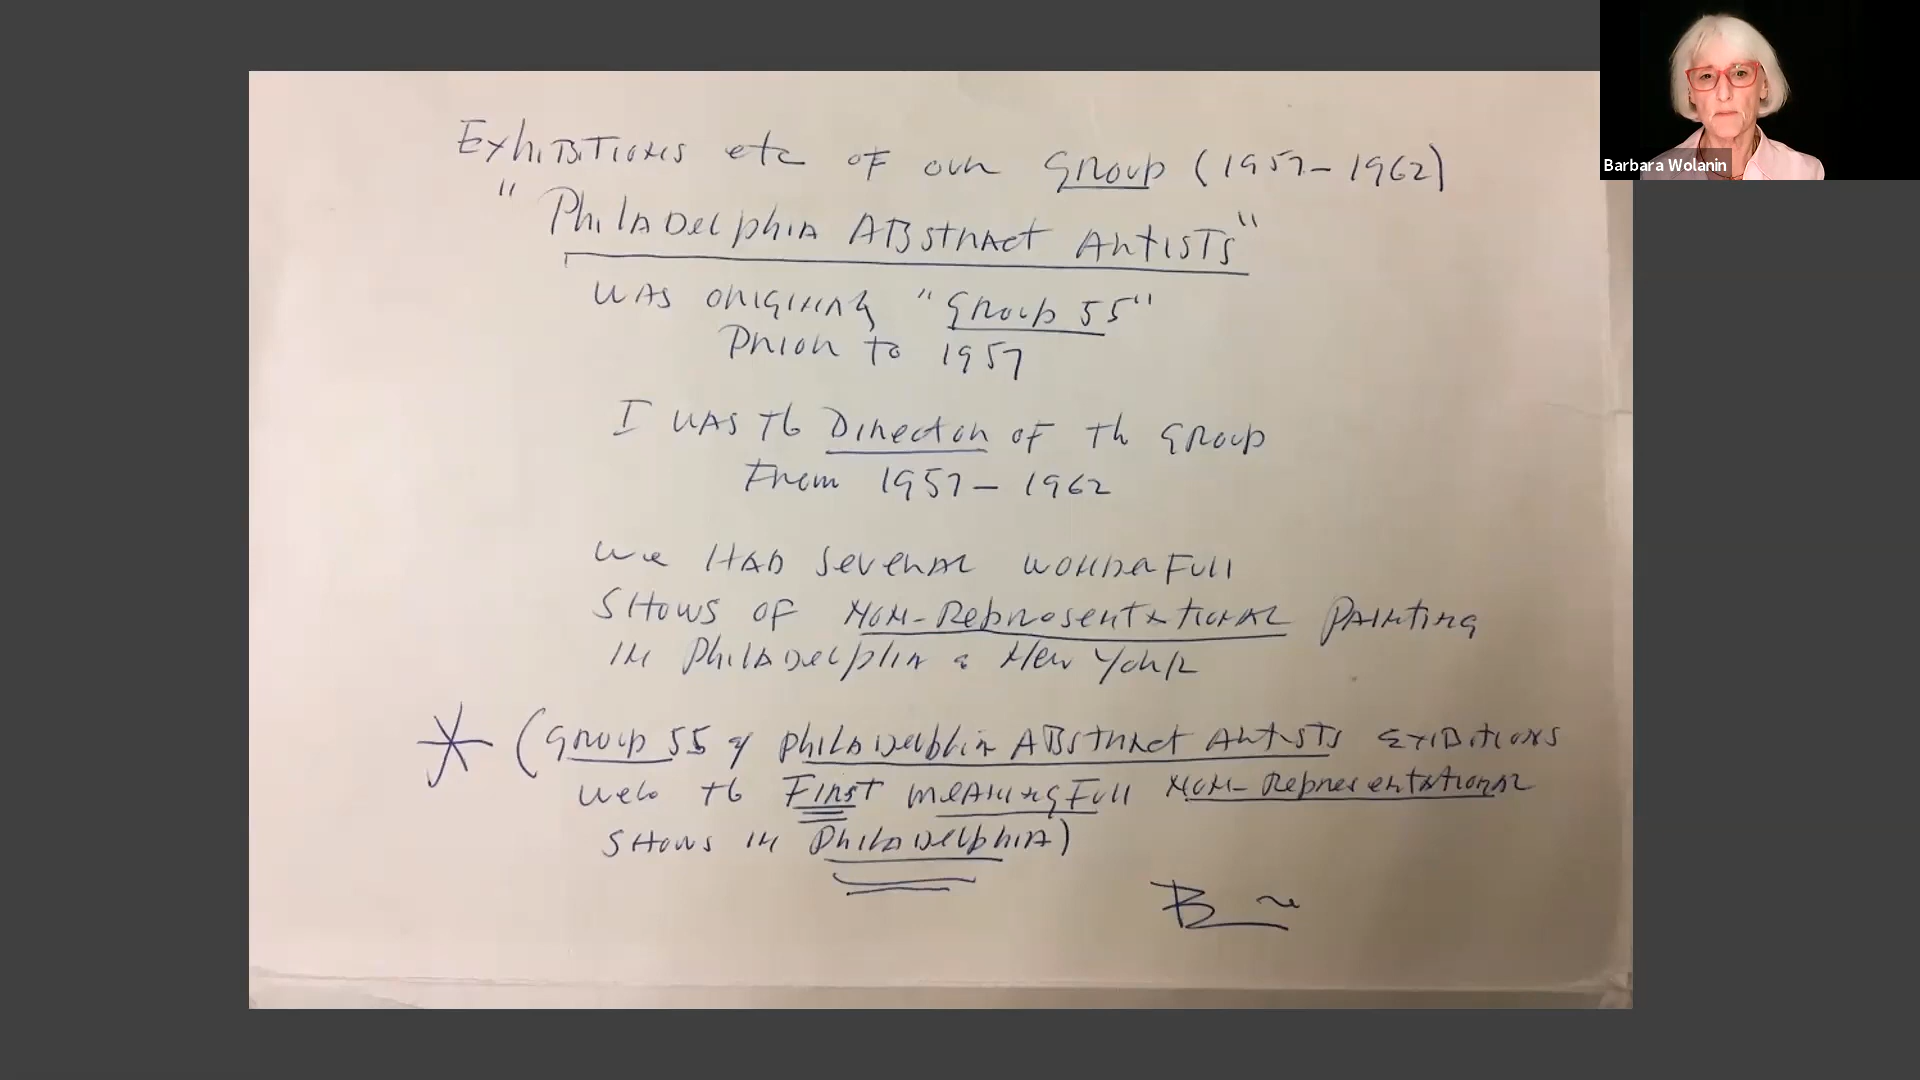 Barbara Wolanin
Exhibitions etc of our Group (1957-1962)
"Philadelphia Abstract Artists"
was original "Group 55"
Prior to 1957
I was the Director of the Group
From 1957-1962
We Had several wonderfull
Shows of Non-Representational Painting
in Philadelphia & New York
* (Group 55 & Philadelphia Abstract Artists Exibitions
were the First meaningfull Non-Representational
Shows in Philadelphia)